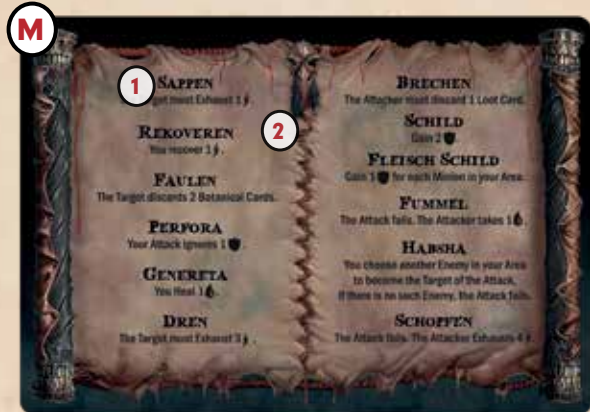 M
1
SAPPEN
get must Exhaust 1
REKOVEREN
You recover 1.
FAULEN
The Target discards 2 Botanical Cards.
PERFORA
Your Attack ignores 1
GENERETA
You Heal 1.
DREN
The Target must Exhaust 3.
2
BRECHEN
The Attacker must discard 1 Loot Card.
SCHILD
Gain 2
FLEISCH SCHILD
Gain 1 for each Minion in your Area.
FUMMEL
The Attack fails. The Attacker takes 1.
HABSHA
You choose another Enemy in your Area
to become the Target of the Attack.
If there is no such Enemy, the Attack fails.
SCHOPFEN
The Attack fails. The Attacker Exhausts 4.